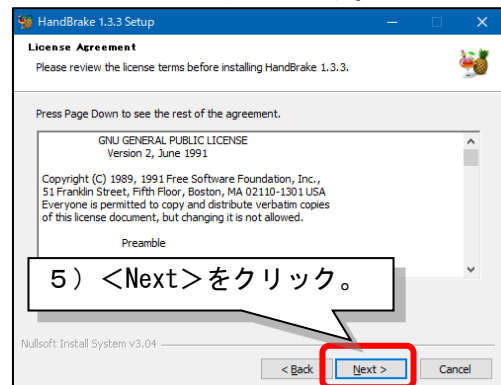 HandBrake 1.3.3 Setup
License Agreement
Please review the license terms before installing HandBrake 1.3.3.
Press Page Down to see the rest of the agreement.
GNU GENERAL PUBLIC LICENSE
Version 2, June 1991
Copyright (C) 1989, 1991 Free Software Foundation, Inc.,
51 Franklin Street, Fifth Floor, Boston, MA 02110-1301 USA
Everyone is permitted to copy and distribute verbatim copies
of this license document, but changing it is not allowed.
Preamble
５）＜Next＞をクリック。
Nullsoft Install System v3.04
< Back
Next >
Cancel